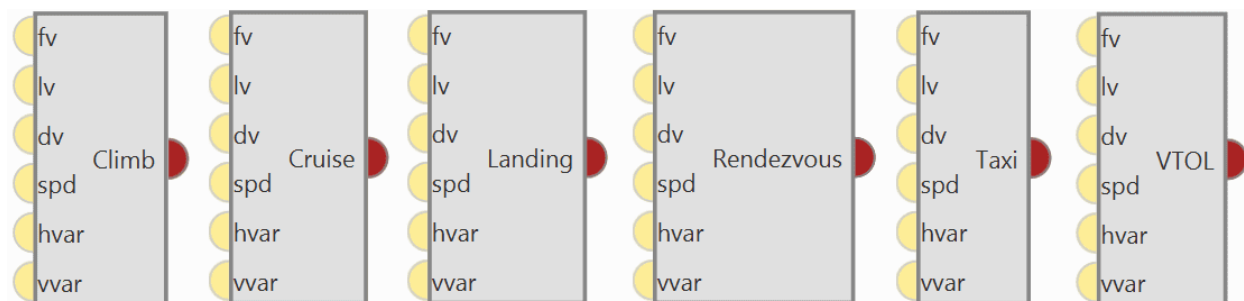 fv
lv
dv
Climb
spd
hvar
vvar
fv
lv
dv
Cruise
spd
hvar
vvar
fv
lv
dv
Landing
spd
hvar
vvar
fv
lv
dv
Rendezvous
spd
hvar
vvar
fv
lv
dv
Taxi
spd
hvar
vvar
fv
lv
dv
VTOL
spd
hvar
vvar